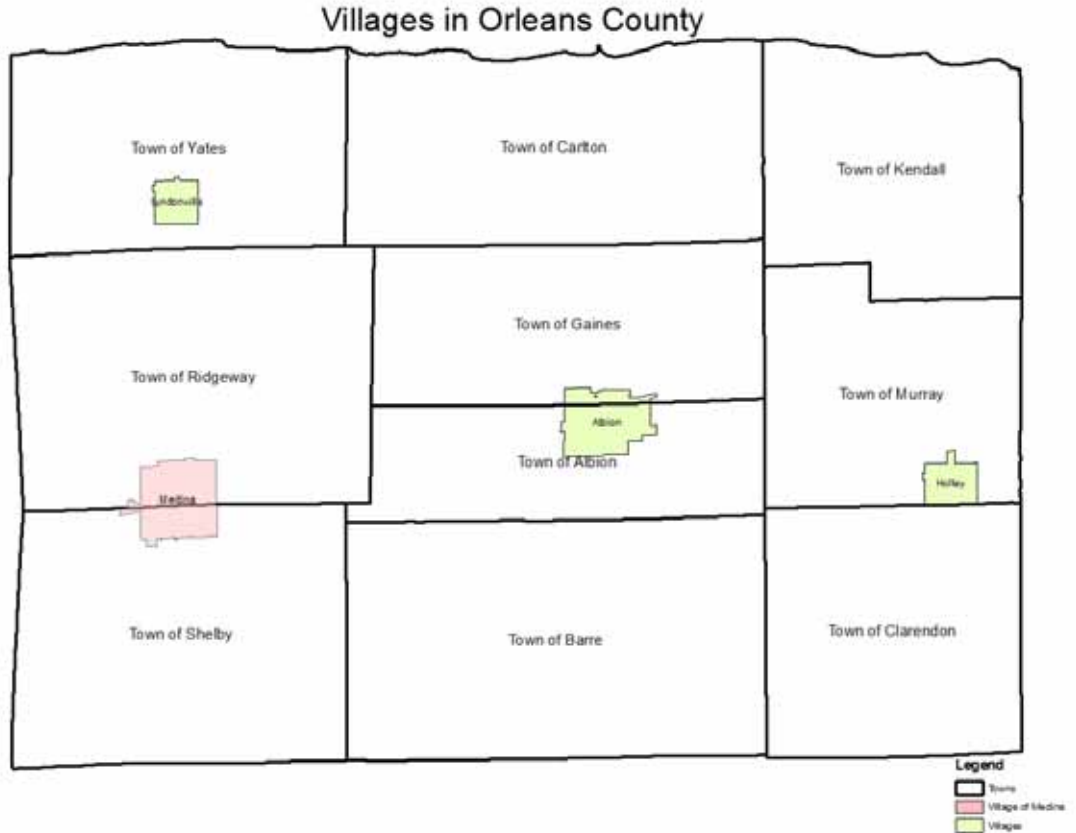 Villages in Orleans County
Town of Yates
Town of Carlton
Town of Kendall
Lyndonville
Town of Gaines
Town of Ridgeway
Town of Murray
Albion
Town of Albion
Medina
Holley
Town of Shelby
Town of Barre
Town of Clarendon
Legend
Towns
Village of Medina
Villages